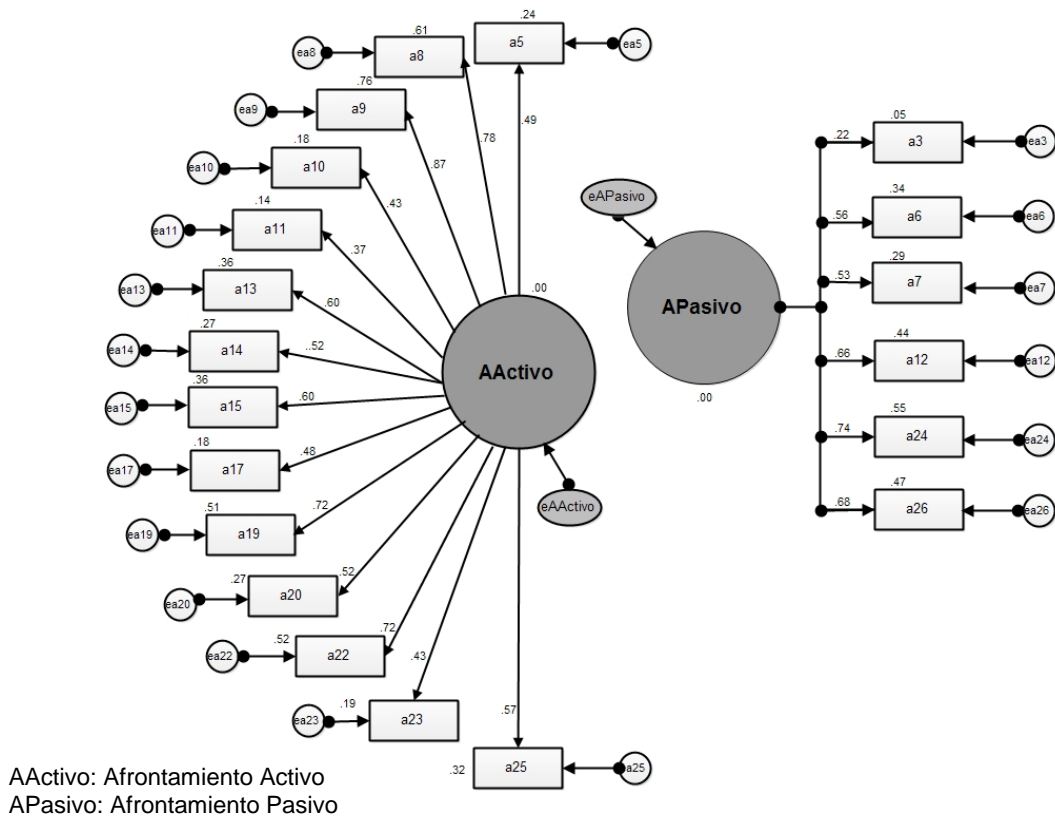 .24
.61
ea8
a8
a5
ea5
.76
ea9
a9
.78
.49
.05
.22
a3
ea3
.18
ea10
a10
.87
.43
eAPasivo
.34
.56
a6
ea6
.14
ea11
a11
.37
.29
.53
a7
ea7
.36
ea13
a13
.60
.00
APasivo
.27
ea14
a14
..52
AActivo
.44
.66
a12
ea12
.36
ea15
a15
.60
.00
.18
ea17
a17
.48
.55
.74
a24
ea24
.51
ea19
a19
.72
eAActivo
.47
.68
a26
ea26
.27
ea20
a20
.52
.52
ea22
a22
.72
.43
.19
ea23
a23
.57
.32
a25
ea25
AActivo: Afrontamiento Activo
APasivo: Afrontamiento Pasivo